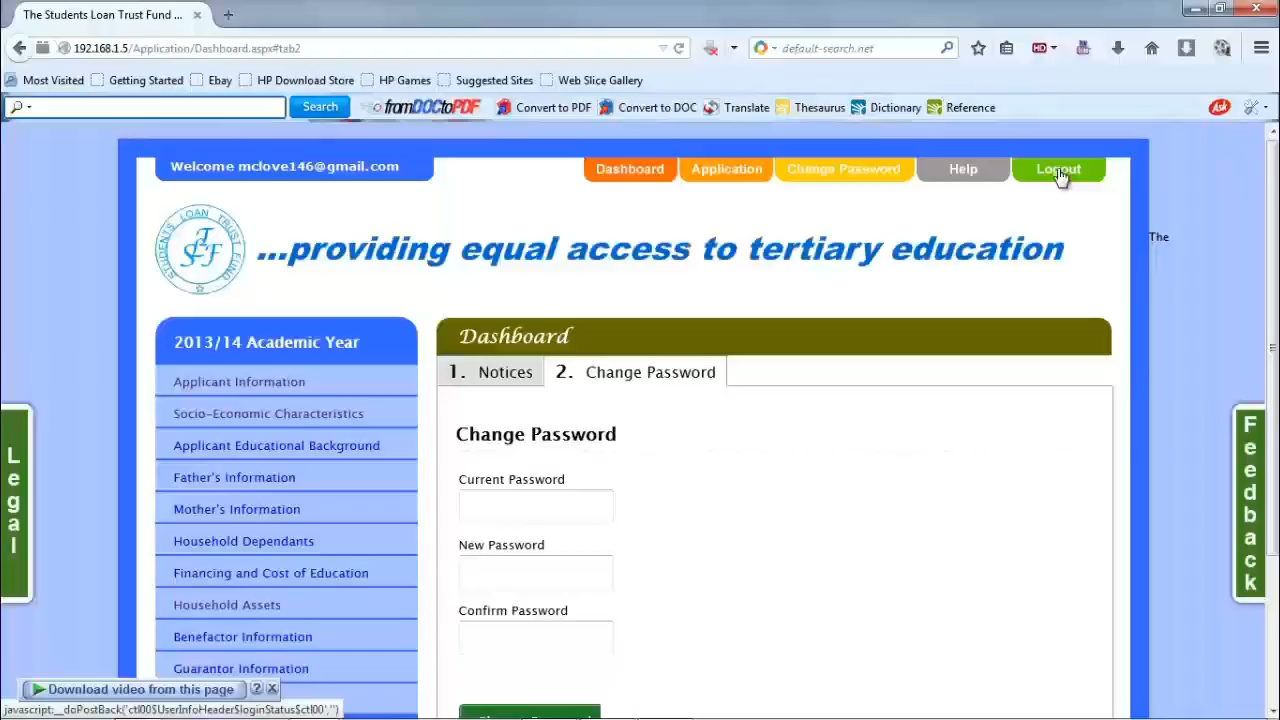 The Students Loan Trust Fund ...
192.168.1.5/Application/Dashboard.aspx#tab2
default-search.net
HD
Most Visited
Getting Started
Ebay
HP Download Store
HP Games
Suggested Sites
Web Slice Gallery
Search
fromDOCtoPDF
Convert to PDF
Convert to DOC
Translate
Thesaurus
Dictionary
Reference
Ask
Welcome mclove146@gmail.com
Dashboard
Application
Change Password
Help
Logout
STUDENTS LOAN TRUST FUND
...providing equal access to tertiary education
The
2013/14 Academic Year
Applicant Information
Socio-Economic Characteristics
Applicant Educational Background
Father's Information
Mother's Information
Household Dependants
Financing and Cost of Education
Household Assets
Benefactor Information
Guarantor Information
Dashboard
1. Notices
2. Change Password
Change Password
Current Password
New Password
Confirm Password
Legal
Feedback
Download video from this page
?
javascript:__doPostBack('ctl00$UserInfoHeader$loginStatus$ctl00','')